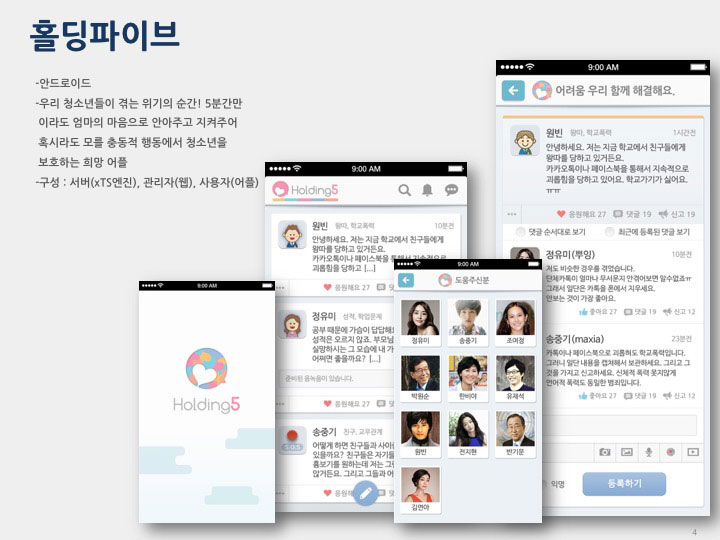 홀딩파이브
-안드로이드
-우리 청소년들이 겪는 위기의 순간! 5분간만
이라도 엄마의 마음으로 안아주고 지켜주어
혹시라도 모를 충동적 행동에서 청소년을
보호하는 희망 어플
-구성 : 서버(xTS엔진), 관리자(웹), 사용자(어플)
9:00 AM
Holding5
9:00 AM
Holding5
원빈 왕따, 학교폭력 10분전
안녕하세요. 저는 지금 학교에서 친구들에게
왕따를 당하고 있거든요.
카카오톡이나 페이스북을 통해서 지속적으로
괴롭힘을 당하고 [...]
응원해요 27
정유미 성적, 학업문제
공부 때문에 가슴이 답답해
성적은 오르지 않죠. 부모님
실망하시는 그 모습에 내 가
어쩌면 좋을까요? [...]
준비된 음녹음이 있습니다.
응원해요 27 댓
송중기 친구, 교우관계
S.O.S
어떻게 하면 친구들과 사이
있을까요? 친구들은 자기들
흉보기를 원하는데 저는 그
않거든요. 그리고 그들과 어
응원해요 27
9:00 AM
도움주신분
정유미 송중기 조여정
박원순 한비야 유재석
원빈 전지현 반기문
김연아
9:00 AM
어려움 우리 함께 해결해요.
원빈 왕따, 학교폭력 1시간전
안녕하세요. 저는 지금 학교에서 친구들에게
왕따를 당하고 있거든요.
카카오톡이나 페이스북을 통해서 지속적으로
괴롭힘을 당하고 있어요. 학교가기가 싫어요.
ㅠㅠ
응원해요 27 댓글 19 신고 19
댓글 순서대로 보기 최근에 등록된 댓글 보기
정유미(뿌잉) 10분전
저도 비슷한 경우를 겪었습니다.
단체카톡이 얼마나 무서운지 안겪어보면 알수없죠ㅠ
그래서 일단은 카톡을 폰에서 지우세요.
안보는 것이 가장 좋아요.
좋아요 27 댓글 19 신고 12
송중기(maxia) 23분전
카톡이나 페이스북으로 괴롭혀도 학교폭력입니다.
그러니 일단 내용을 캡쳐해서 보관하세요. 그리고 그
것을 가지고 신고하세요. 신체적 폭력 못지않게
언어적 폭력도 동일한 범죄입니다.
좋아요 27 댓글 19 신고 12
익명 등록하기
4